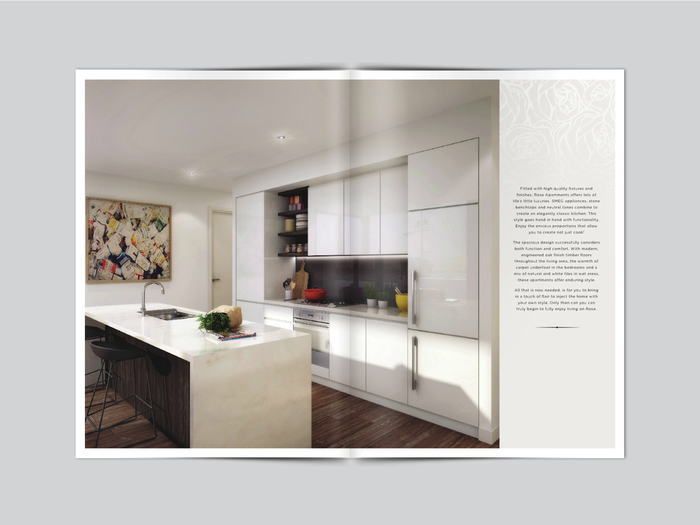 Fitted with high quality fixtures and
finishes, Rose Apartments offers lots of
life's little luxuries. SMEG appliances, stone
benchtops and neutral tones combine to
create an elegantly classic kitchen. This
style goes hand in hand with functionality.
Enjoy the envious proportions that allow
you to create not just cook!
The spacious design successfully considers
both function and comfort. With modern,
engineered oak finish timber floors
throughout the living area, the warmth of
carpet underfoot in the bedrooms and a
mix of natural and white tiles in wet areas,
these apartments offer enduring style.
All that is now needed, is for you to bring
in a touch of flair to inject the home with
your own style. Only then can you can
truly begin to fully enjoy living on Rose.